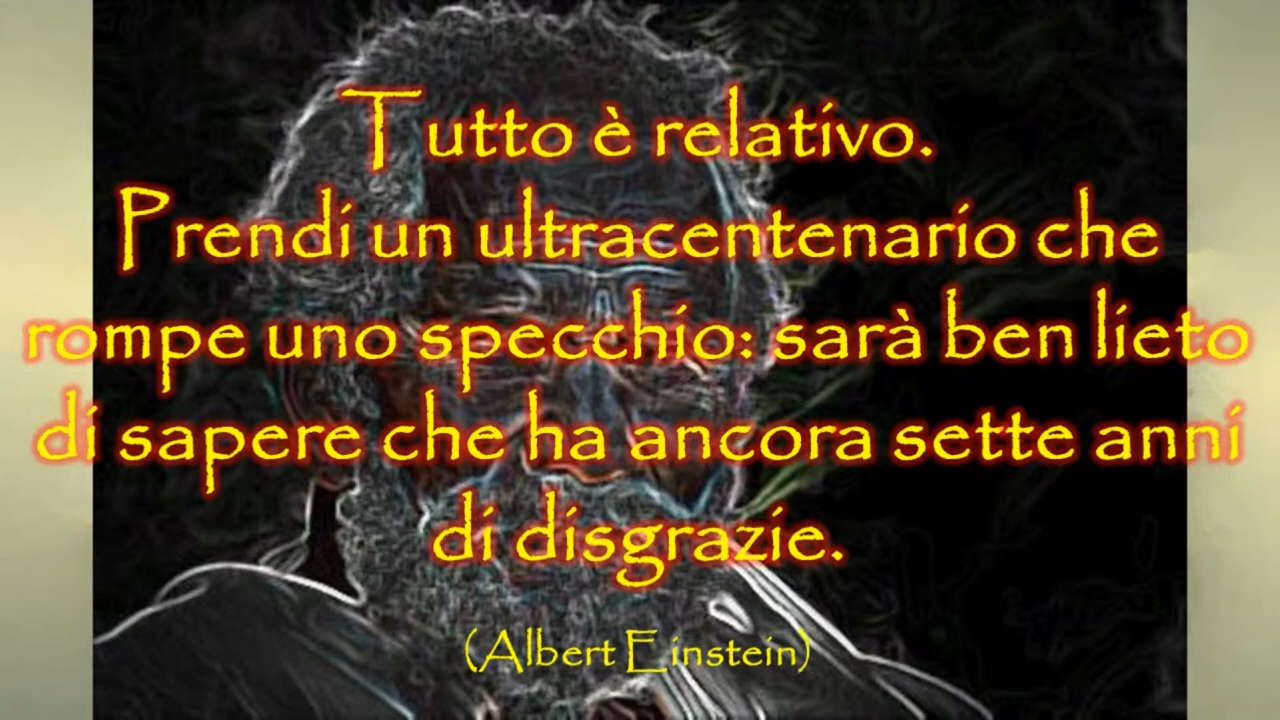 Tutto è relativo.
Prendi un ultracentenario che
rompe uno specchio: sarà ben lieto
di sapere che ha ancora sette anni
di disgrazie.
(Albert Einstein)